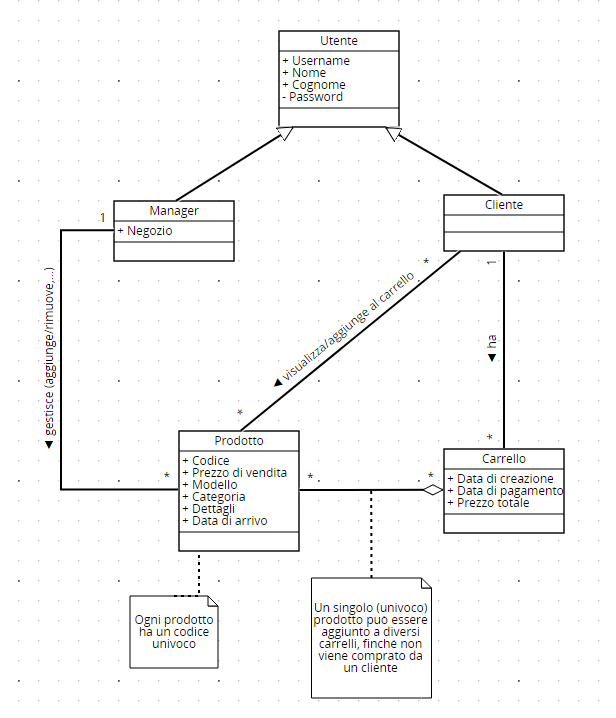 Utente
+ Username
+ Nome
+ Cognome
- Password
Manager
+ Negozio
Cliente
1
*
1
◀ gestisce (aggiunge/rimuove,...)
◀ visualizza/aggiunge al carrello
◀ ha
*
*
Prodotto
+ Codice
+ Prezzo di vendita
+ Modello
+ Categoria
+ Dettagli
+ Data di arrivo
*
*
*
Carrello
+ Data di creazione
+ Data di pagamento
+ Prezzo totale
Ogni prodotto
ha un codice
univoco
Un singolo (univoco)
prodotto può essere
aggiunto a diversi
carrelli, finchè non
viene comprato da
un cliente